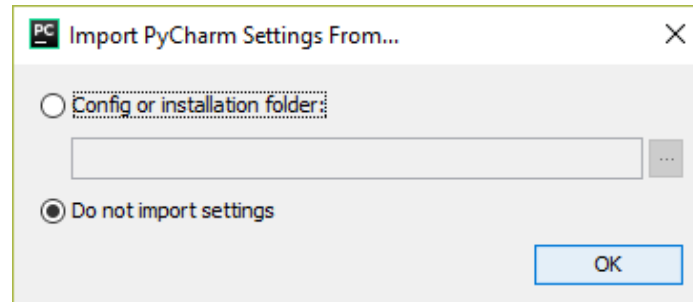 PC
Import PyCharm Settings From...
Config or installation folder:
...
Do not import settings
OK